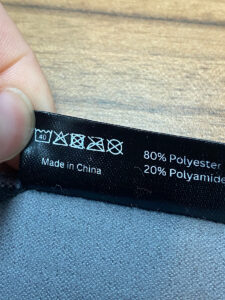 40
80% Polyester
Made in China
20% Polyamide